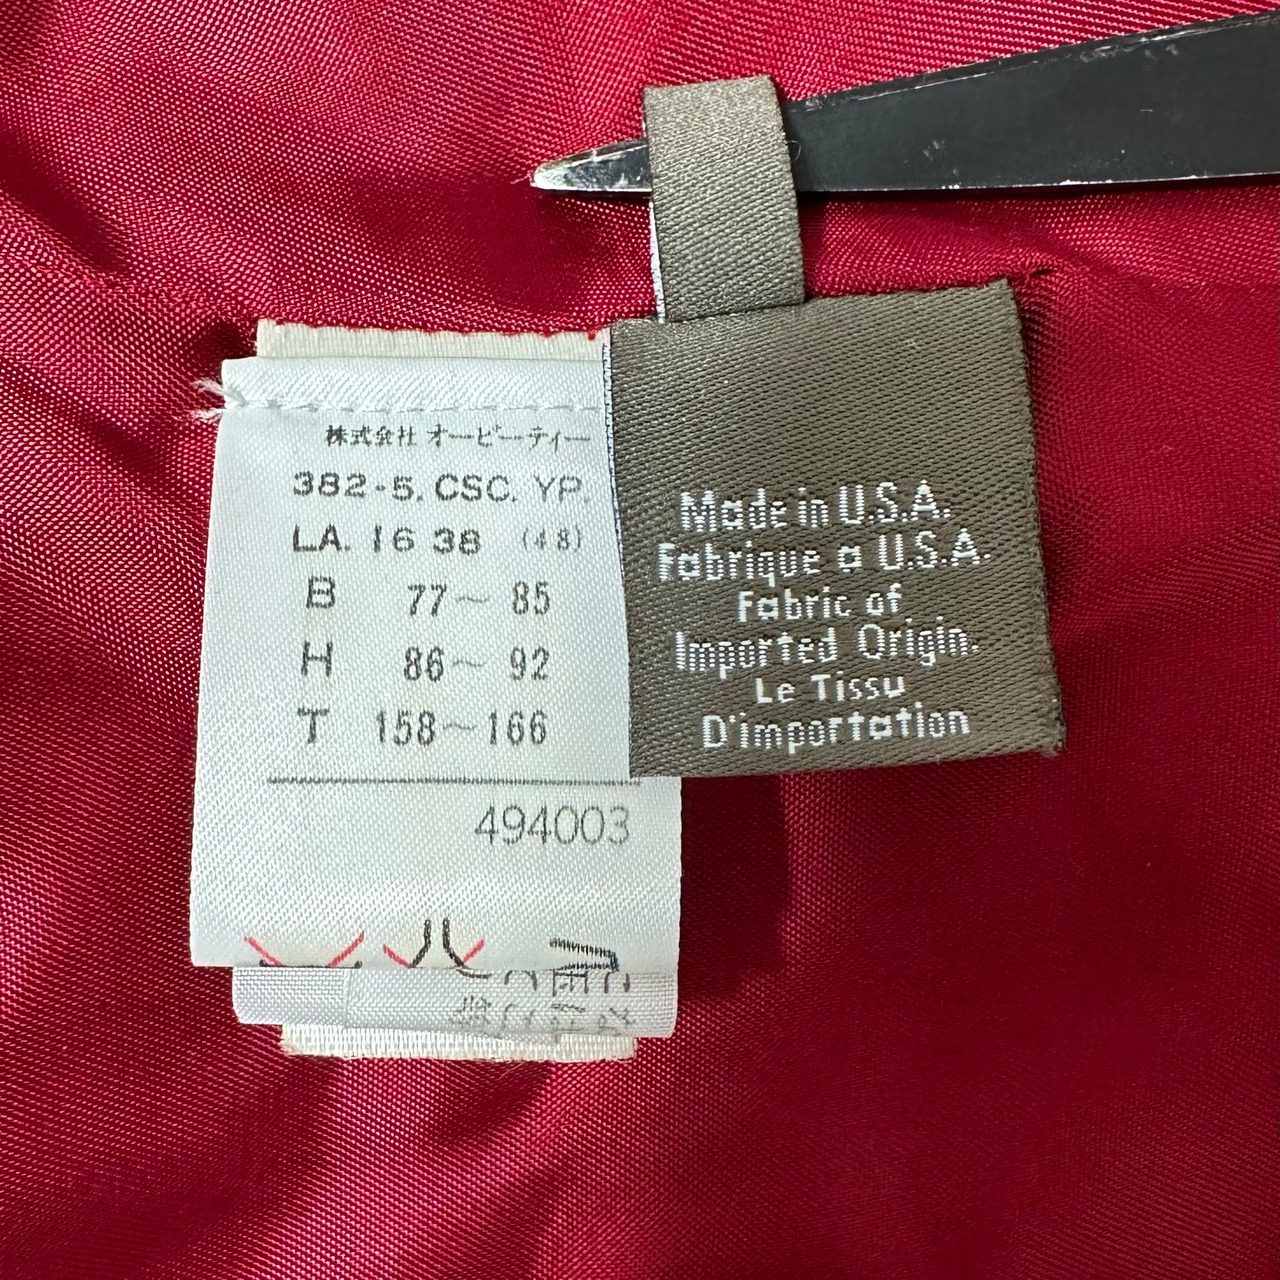 株式会社 オーピーティー
382-5. CSC. YP.
LA. 16 38 (48)
B 77～ 85
H 86～ 92
T 158～166
494003
Made in U.S.A.
Fabrique a U.S.A.
Fabric of
Imported Origin.
Le Tissu
D'importation